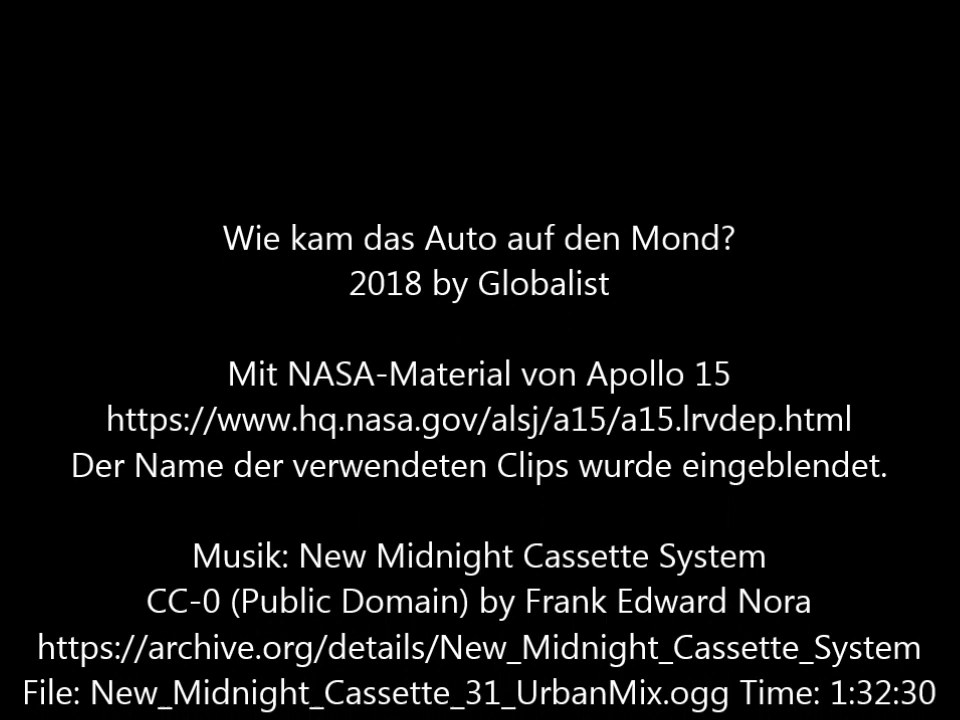 Wie kam das Auto auf den Mond?
2018 by Globalist
Mit NASA-Material von Apollo 15
https://www.hq.nasa.gov/alsj/a15/a15.lrvdep.html
Der Name der verwendeten Clips wurde eingeblendet.
Musik: New Midnight Cassette System
CC-0 (Public Domain) by Frank Edward Nora
https://archive.org/details/New_Midnight_Cassette_System
File: New_Midnight_Cassette_31_UrbanMix.ogg Time: 1:32:30